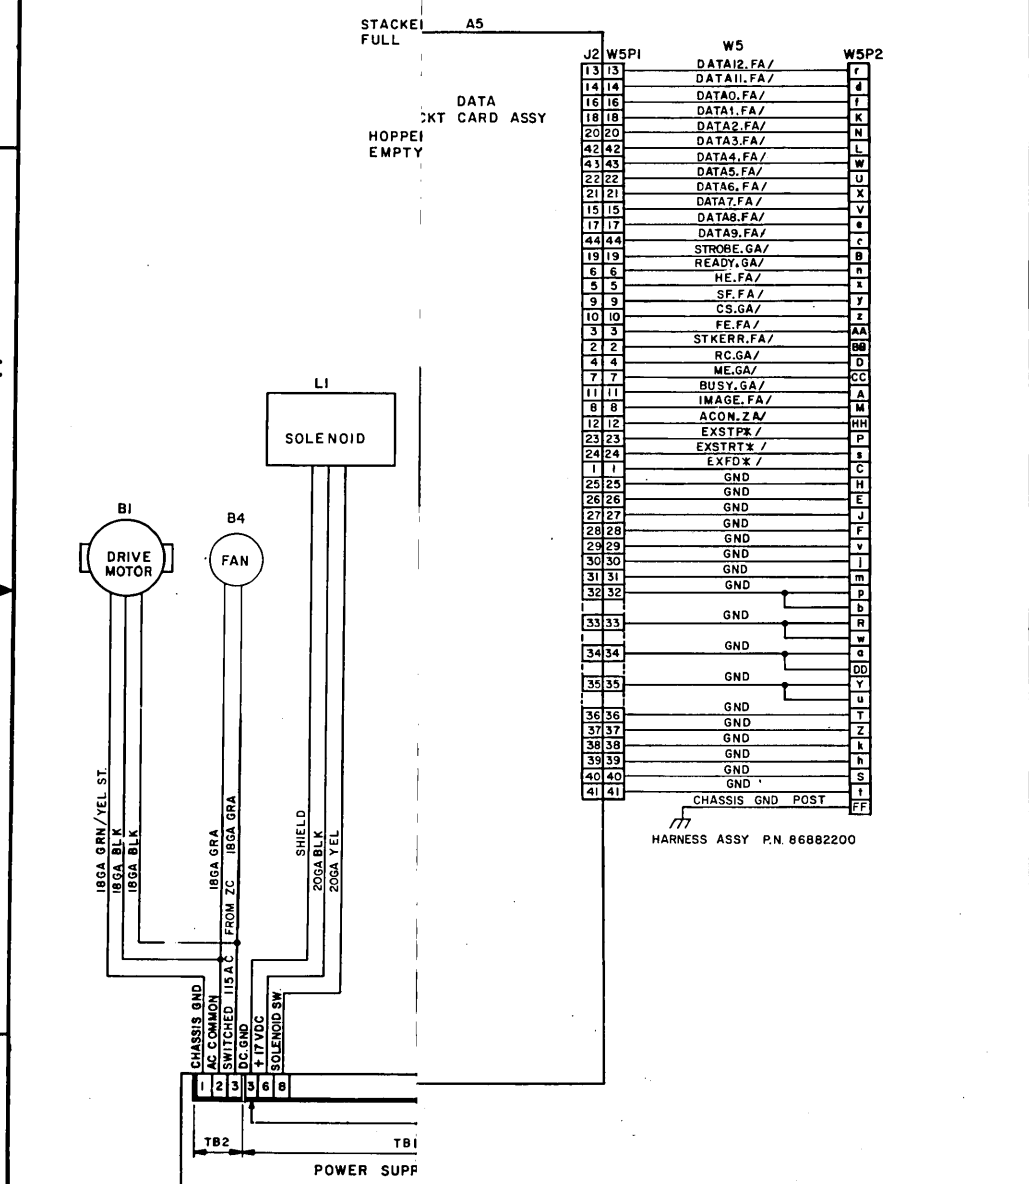 STACKE
FULL
A5
DATA
CKT CARD ASSY
HOPPE
EMPTY
J2 W5P1 W5 W5P2
13 13 DATA12.FA/ r
14 14 DATA11.FA/ d
16 16 DATA0.FA/ f
18 18 DATA1.FA/ K
20 20 DATA2.FA/ N
42 42 DATA3.FA/ L
43 43 DATA4.FA/ W
22 22 DATA5.FA/ U
21 21 DATA6.FA/ X
15 15 DATA7.FA/ V
17 17 DATA8.FA/ e
44 44 DATA9.FA/ c
19 19 STROBE.GA/ B
6 6 READY.GA/ n
5 5 HE.FA/ x
9 9 SF.FA/ y
10 10 CS.GA/ z
3 3 FE.FA/ AA
2 2 STKERR.FA/ BB
4 4 RC.GA/ D
7 7 ME.GA/ CC
11 11 BUSY.GA/ A
8 8 IMAGE.FA/ M
12 12 ACON.ZA/ HH
23 23 EXSTP*/ P
24 24 EXSTRT*/ s
1 1 EXFD*/ C
25 25 GND H
26 26 GND E
27 27 GND J
28 28 GND F
29 29 GND v
30 30 GND j
31 31 GND m
32 32 GND p
b
33 33 GND R
w
34 34 GND a
DD
35 35 GND Y
u
36 36 GND T
37 37 GND Z
38 38 GND k
39 39 GND h
40 40 GND S
41 41 GND t
CHASSIS GND POST FF
HARNESS ASSY P.N. 86882200
L1
SOLENOID
B1
DRIVE
MOTOR
B4
FAN
18GA GRN/YEL ST.
18GA BLK
18GA BLK
18GA GRA
18GA GRA
SHIELD
20GA BLK
20GA YEL
CHASSIS GND
AC COMMON
SWITCHED 115AC FROM ZC
DC.GND
+17VDC
SOLENOID SW.
1 2 3 3 6 8
TB2 TB1
POWER SUPP